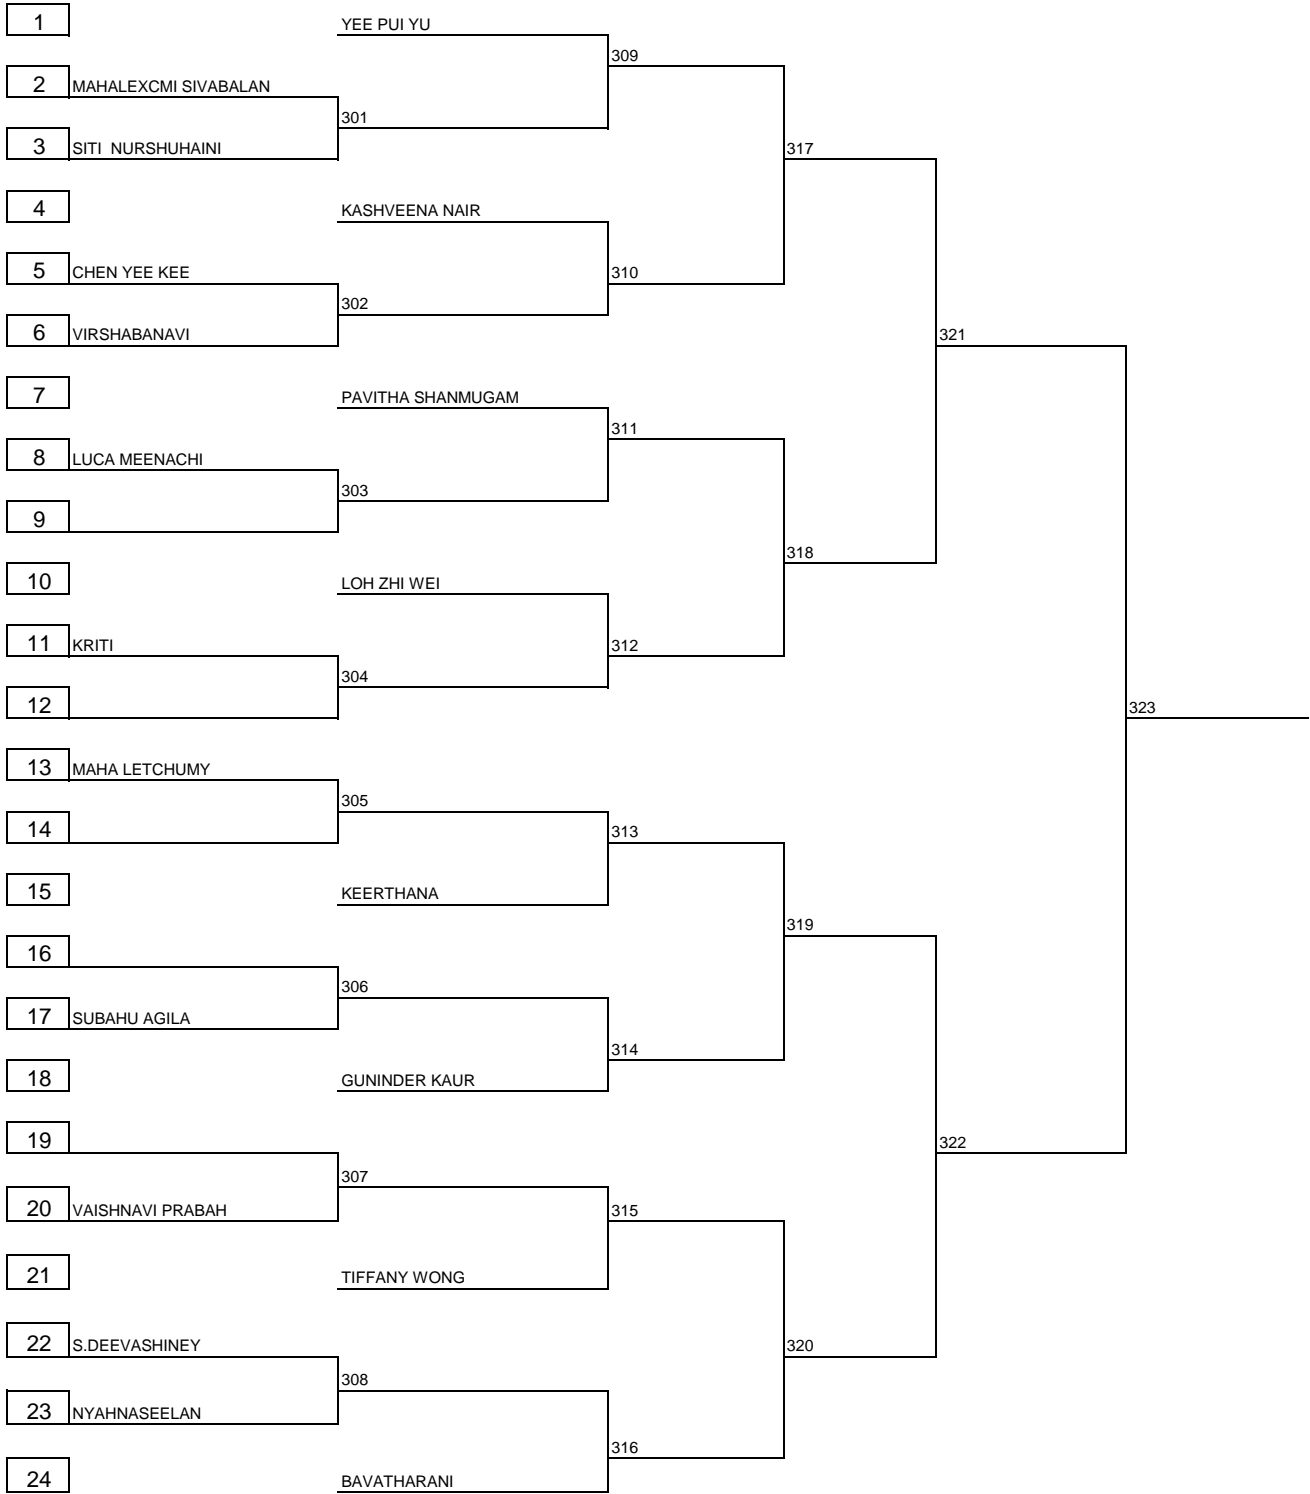 1 YEE PUI YU
309
2 MAHALEXCMI SIVABALAN
301
3 SITI  NURSHUHAINI
317
4 KASHVEENA NAIR
5 CHEN YEE KEE
310
302
6 VIRSHABANAVI
321
7 PAVITHA SHANMUGAM
311
8 LUCA MEENACHI
303
9
318
10 LOH ZHI WEI
11 KRITI
312
304
12
323
13 MAHA LETCHUMY
305
14
313
15 KEERTHANA
319
16
306
17 SUBAHU AGILA
314
18 GUNINDER KAUR
19
322
307
20 VAISHNAVI PRABAH
315
21 TIFFANY WONG
22 S.DEEVASHINEY
320
308
23 NYAHNASEELAN
316
24 BAVATHARANI